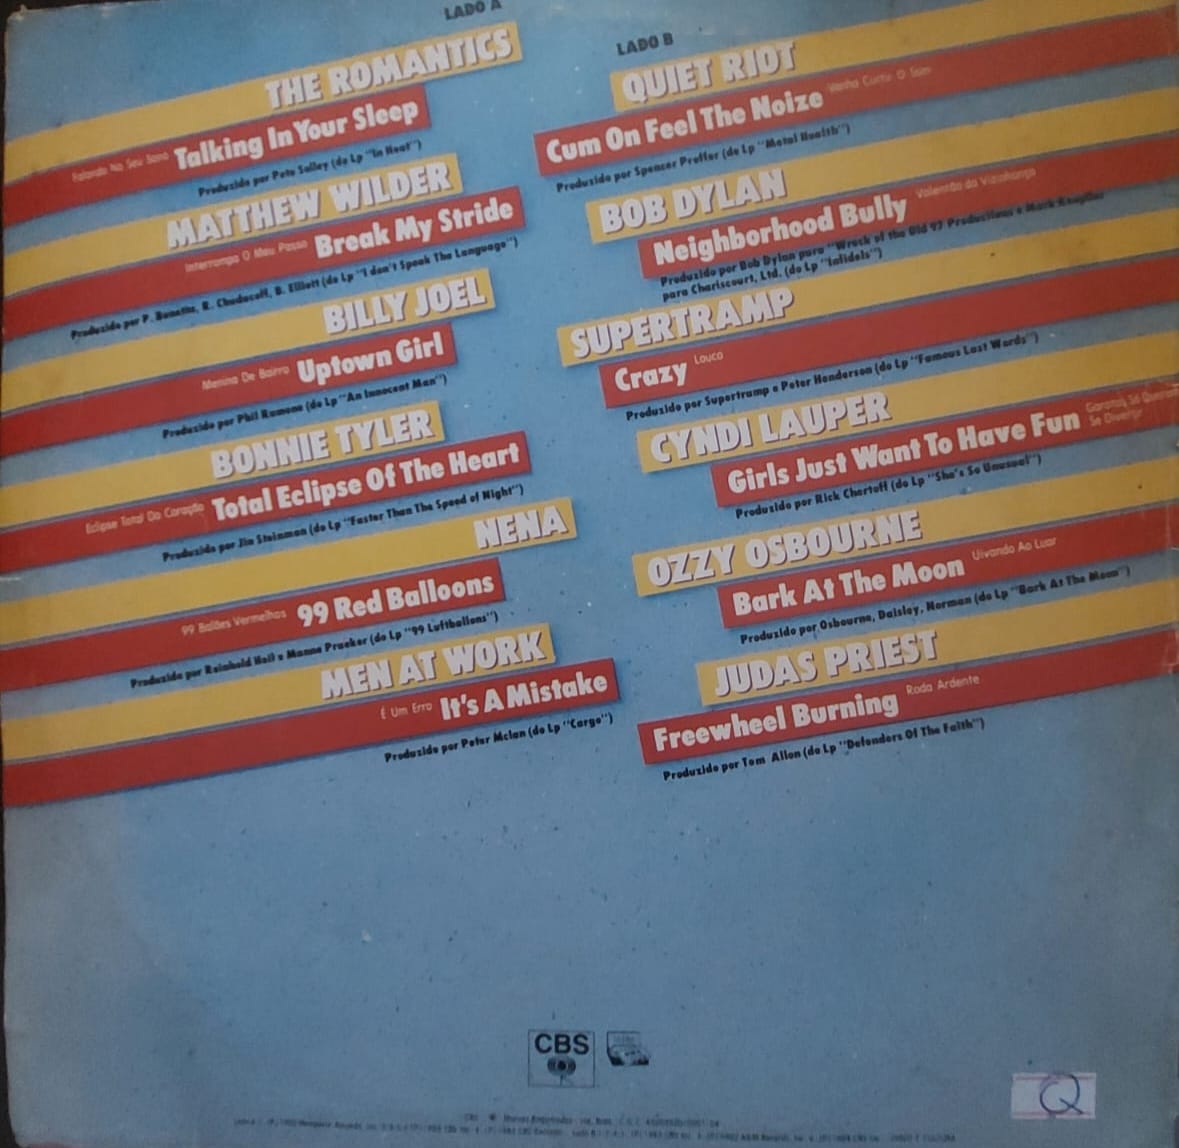 LADO A
THE ROMANTICS
Falando No Seu Sono Talking In Your Sleep
Produzido por Pete Solley (do Lp "In Heat")
MATTHEW WILDER
Interrompa O Meu Passo Break My Stride
Produzido por P. Bunetta, R. Chudacoff, B. Elliott (do Lp "I don't Speak The Language")
BILLY JOEL
Menina De Bairro Uptown Girl
Produzido por Phil Ramone (do Lp "An Innocent Man")
BONNIE TYLER
Eclipse Total Do Coração Total Eclipse Of The Heart
Produzido por Jim Steinman (do Lp "Faster Than The Speed of Night")
NENA
99 Balões Vermelhos 99 Red Balloons
Produzido por Reinhold Heil e Manne Praeker (do Lp "99 Luftballons")
MEN AT WORK
É Um Erro It's A Mistake
Produzido por Peter Mclan (do Lp "Cargo")
LADO B
QUIET RIOT
Cum On Feel The Noize Venha Curtir O Som
Produzido por Spencer Proffer (do Lp "Metal Health")
BOB DYLAN
Neighborhood Bully Valentão da Vizinhança
Produzido por Bob Dylan para "Wreck of the Old 97 Productions e Mark Knopfler
para Chariscourt, Ltd. (do Lp "Infidels")
SUPERTRAMP
Crazy Louco
Produzido por Supertramp e Peter Henderson (do Lp "Famous Last Words")
CYNDI LAUPER
Girls Just Want To Have Fun Garotas Só Querem
Se Divertir
Produzido por Rick Chertoff (do Lp "She's So Unusual")
OZZY OSBOURNE
Bark At The Moon Uivando Ao Luar
Produzido por Osbourne, Daisley, Norman (do Lp "Bark At The Moon")
JUDAS PRIEST
Freewheel Burning Roda Ardente
Produzido por Tom Allon (do Lp "Defenders Of The Faith")
CBS
Q